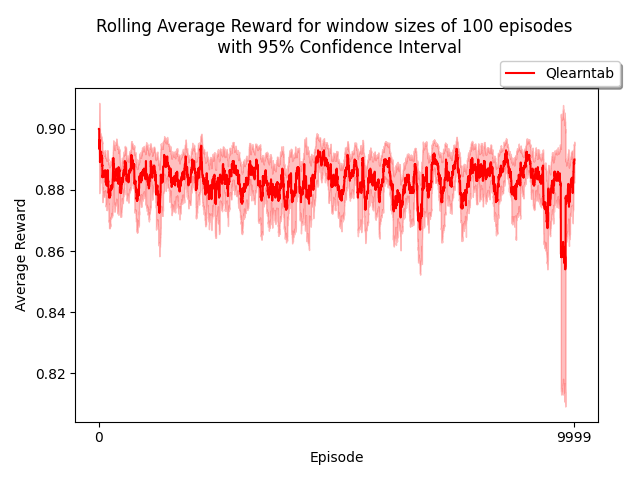 Rolling Average Reward for window sizes of 100 episodes
with 95% Confidence Interval
Qlearntab
0.90
0.88
0.86
0.84
0.82
Average Reward
0
9999
Episode